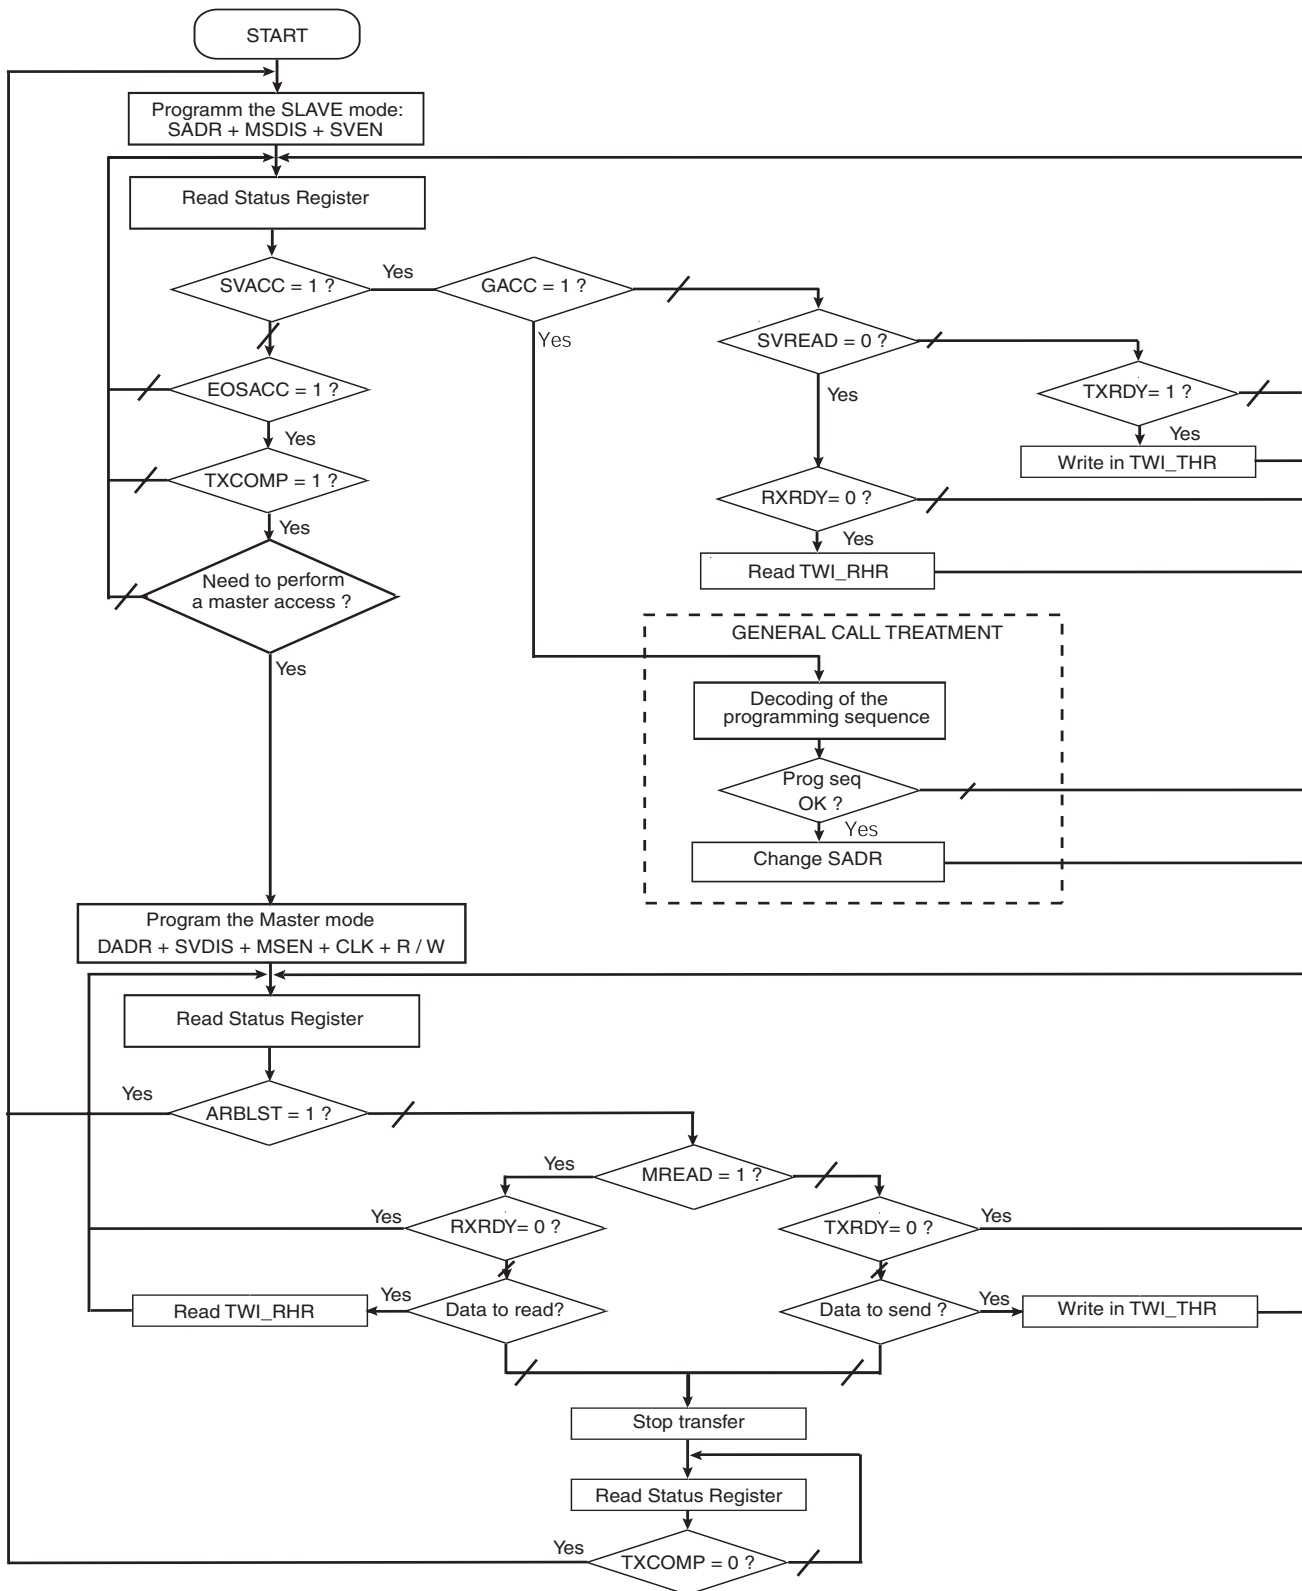 START
Programm the SLAVE mode:
SADR + MSDIS + SVEN
Read Status Register
SVACC = 1 ?
Yes
GACC = 1 ?
Yes
SVREAD = 0 ?
EOSACC = 1 ?
Yes
TXRDY= 1 ?
Yes
Yes
Write in TWI_THR
TXCOMP = 1 ?
Yes
RXRDY= 0 ?
Yes
Read TWI_RHR
Need to perform
a master access ?
Yes
GENERAL CALL TREATMENT
Decoding of the
programming sequence
Prog seq
OK ?
Yes
Change SADR
Program the Master mode
DADR + SVDIS + MSEN + CLK + R / W
Read Status Register
Yes
ARBLST = 1 ?
Yes
MREAD = 1 ?
Yes
RXRDY= 0 ?
TXRDY= 0 ?
Yes
Read TWI_RHR
Yes
Data to read?
Data to send ?
Yes
Write in TWI_THR
Stop transfer
Read Status Register
Yes
TXCOMP = 0 ?